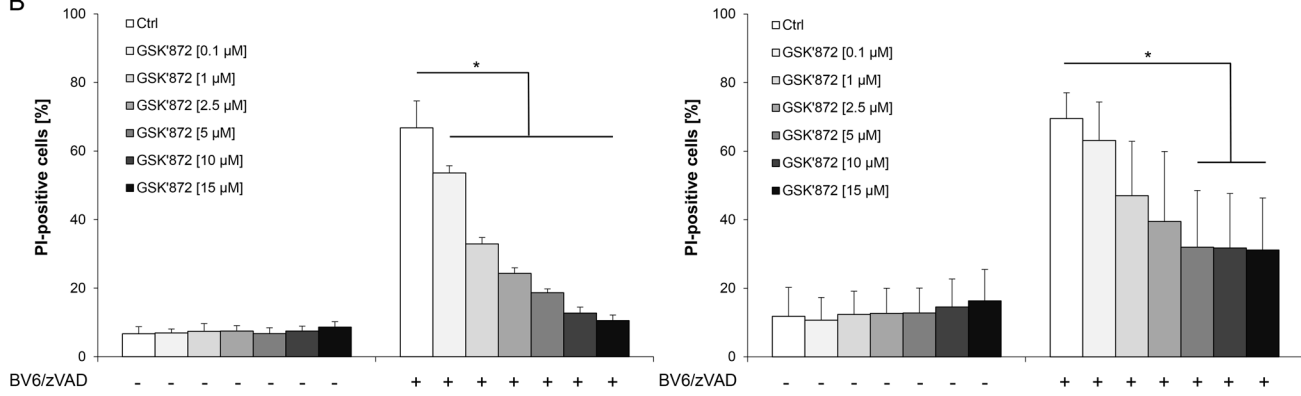 B
PI-positive cells [%]
100
80
60
40
20
0
Ctrl
GSK'872 [0.1 µM]
GSK'872 [1 µM]
GSK'872 [2.5 µM]
GSK'872 [5 µM]
GSK'872 [10 µM]
GSK'872 [15 µM]
*
BV6/zVAD - - - - - - - + + + + + + +
PI-positive cells [%]
100
80
60
40
20
0
Ctrl
GSK'872 [0.1 µM]
GSK'872 [1 µM]
GSK'872 [2.5 µM]
GSK'872 [5 µM]
GSK'872 [10 µM]
GSK'872 [15 µM]
*
BV6/zVAD - - - - - - - + + + + + + +